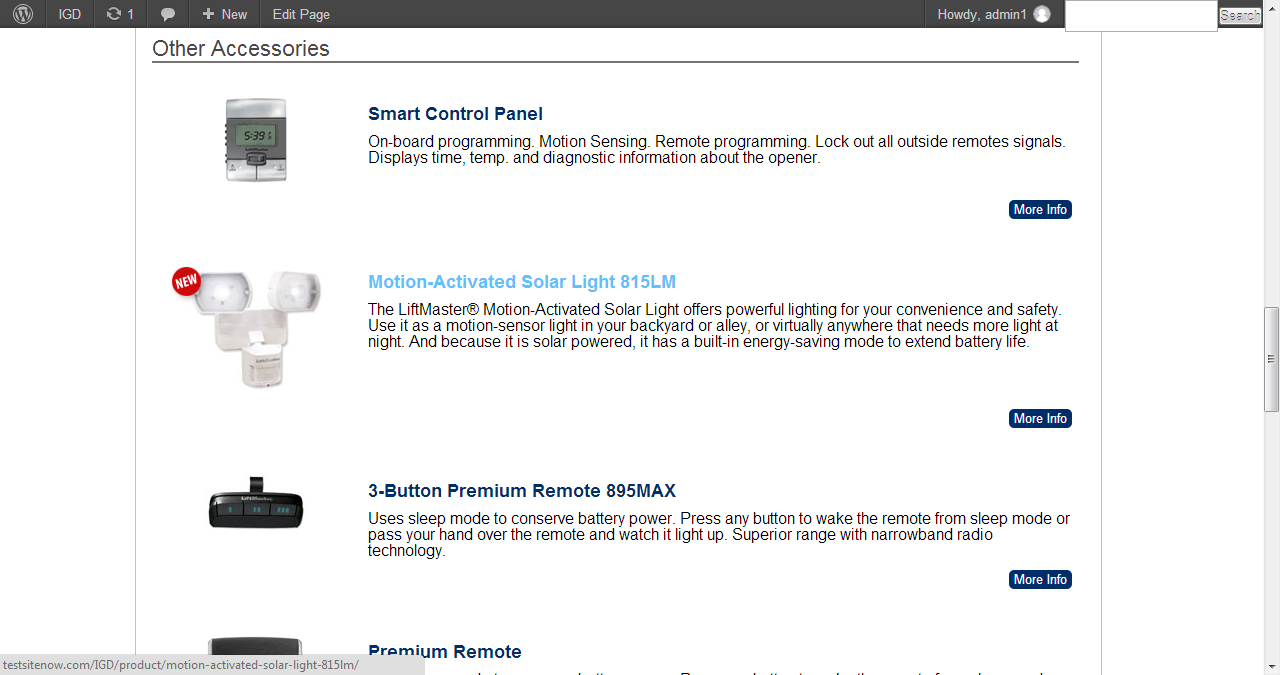 IGD
1
New
Edit Page
Howdy, admin1
Search
Other Accessories
5:39
Smart Control Panel
On-board programming. Motion Sensing. Remote programming. Lock out all outside remotes signals.
Displays time, temp. and diagnostic information about the opener.
More Info
NEW
LiftMaster
Motion-Activated Solar Light 815LM
The LiftMaster® Motion-Activated Solar Light offers powerful lighting for your convenience and safety.
Use it as a motion-sensor light in your backyard or alley, or virtually anywhere that needs more light at
night. And because it is solar powered, it has a built-in energy-saving mode to extend battery life.
More Info
LiftMaster
3-Button Premium Remote 895MAX
Uses sleep mode to conserve battery power. Press any button to wake the remote from sleep mode or
pass your hand over the remote and watch it light up. Superior range with narrowband radio
technology.
More Info
Premium Remote
testsitenow.com/IGD/product/motion-activated-solar-light-815lm/